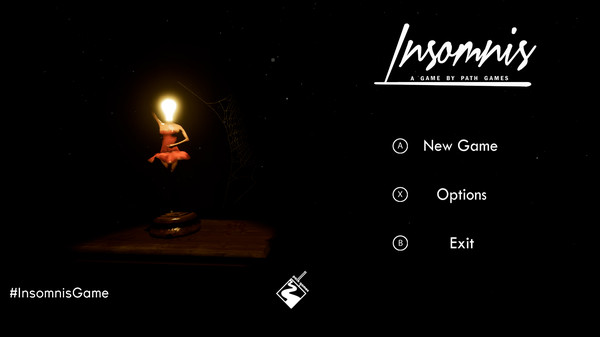 Insomnis
A GAME BY PATH GAMES
A New Game
X Options
B Exit
#InsomnisGame